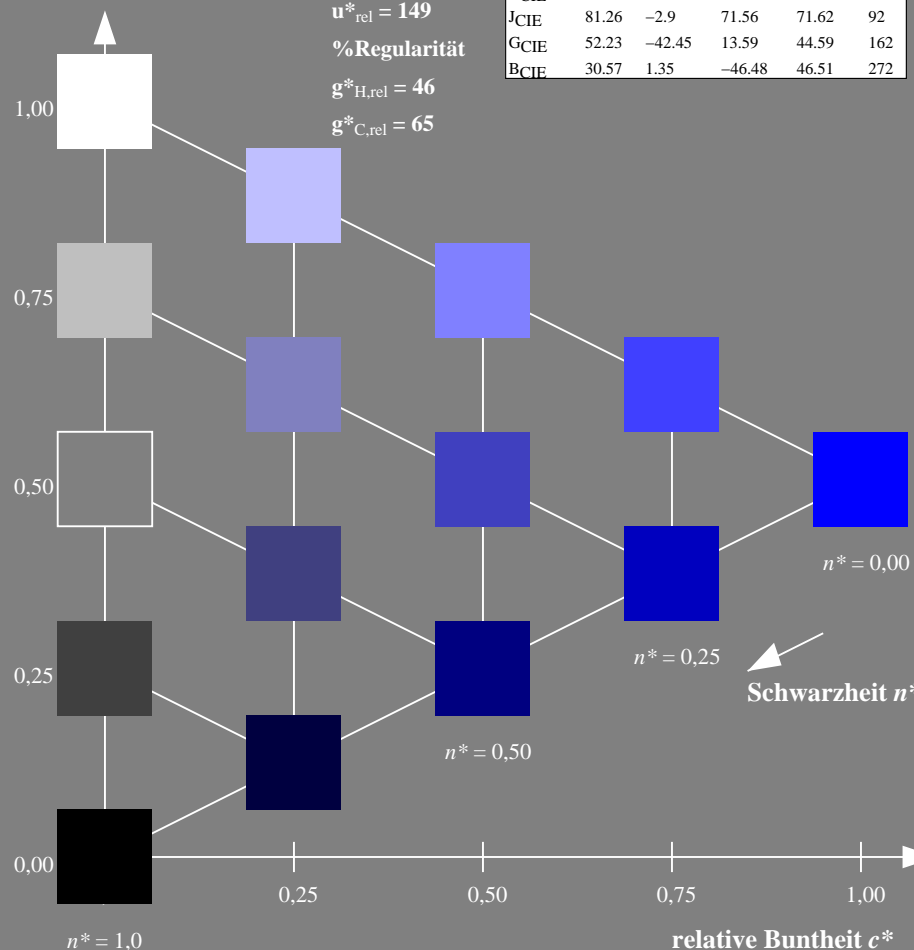 u*rel = 149
%Regularität
g*H,rel = 46
g*C,rel = 65
CIE
JCIE 81.26 −2.9 71.56 71.62 92
GCIE 52.23 −42.45 13.59 44.59 162
BCIE 30.57 1.35 −46.48 46.51 272
1,00
0,75
0,50
n* = 0,00
n* = 0,25
0,25
Schwarzheit n*
n* = 0,50
0,00
0,25 0,50 0,75 1,00
n* = 1,0
relative Buntheit c*